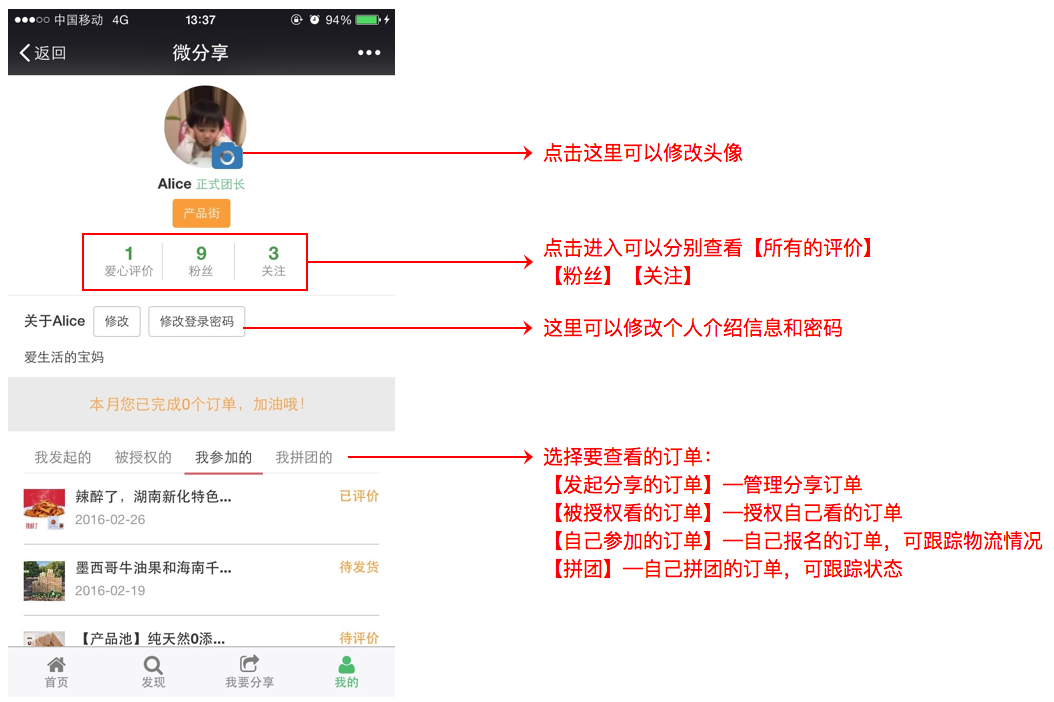 中国移动 4G 13:37 94%
返回 微分享
点击这里可以修改头像
Alice 正式团长
产品街
1 9 3
爱心评价 粉丝 关注
点击进入可以分别查看【所有的评价】
【粉丝】【关注】
关于Alice 修改 修改登录密码
这里可以修改个人介绍信息和密码
爱生活的宝妈
本月您已完成0个订单，加油哦！
我发起的 被授权的 我参加的 我拼团的
选择要查看的订单：
【发起分享的订单】—管理分享订单
【被授权看的订单】—授权自己看的订单
【自己参加的订单】—自己报名的订单，可跟踪物流情况
【拼团】—自己拼团的订单，可跟踪状态
辣醉了，湖南新化特色... 已评价
2016-02-26
墨西哥牛油果和海南千... 待发货
2016-02-19
【产品池】纯天然0添... 待评价
首页 发现 我要分享 我的